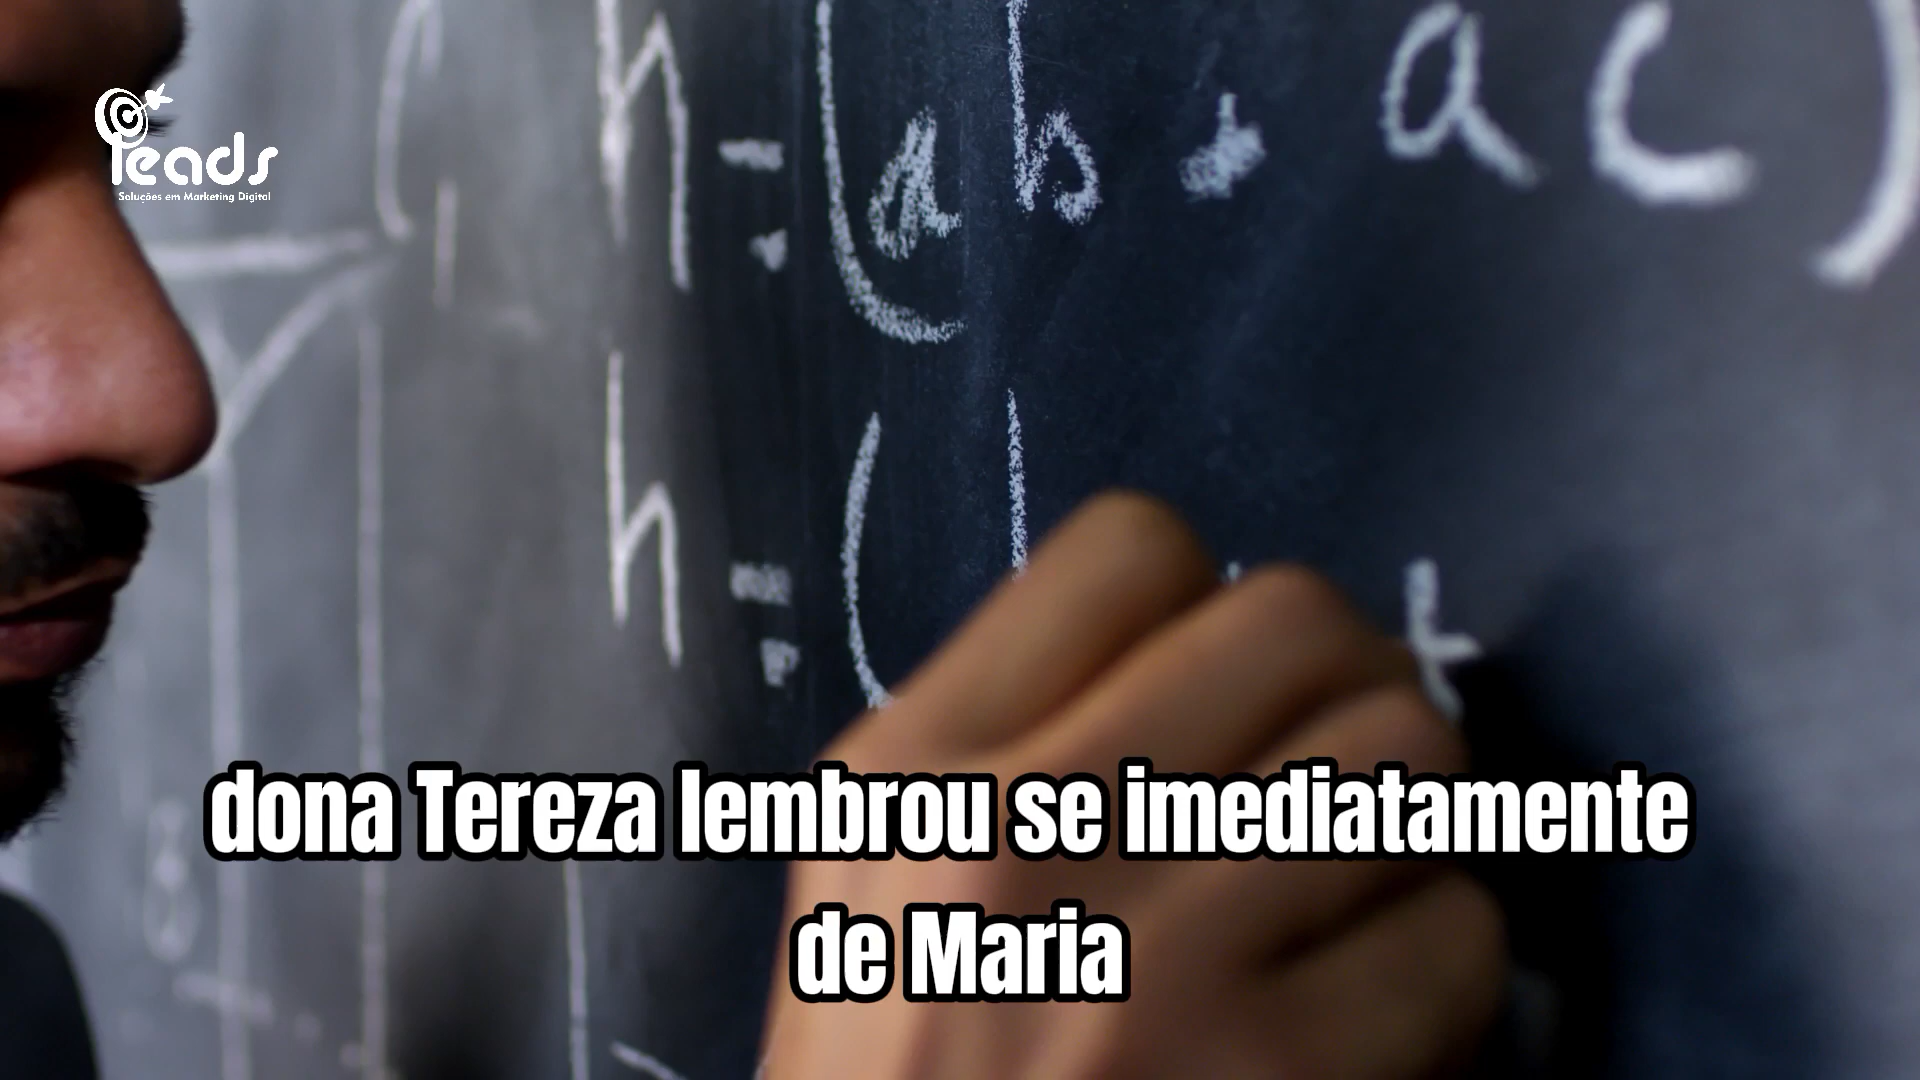 leads
Soluções em Marketing Digital
h = (ab · ac)
h = (
t
dona Tereza lembrou se imediatamente
de Maria